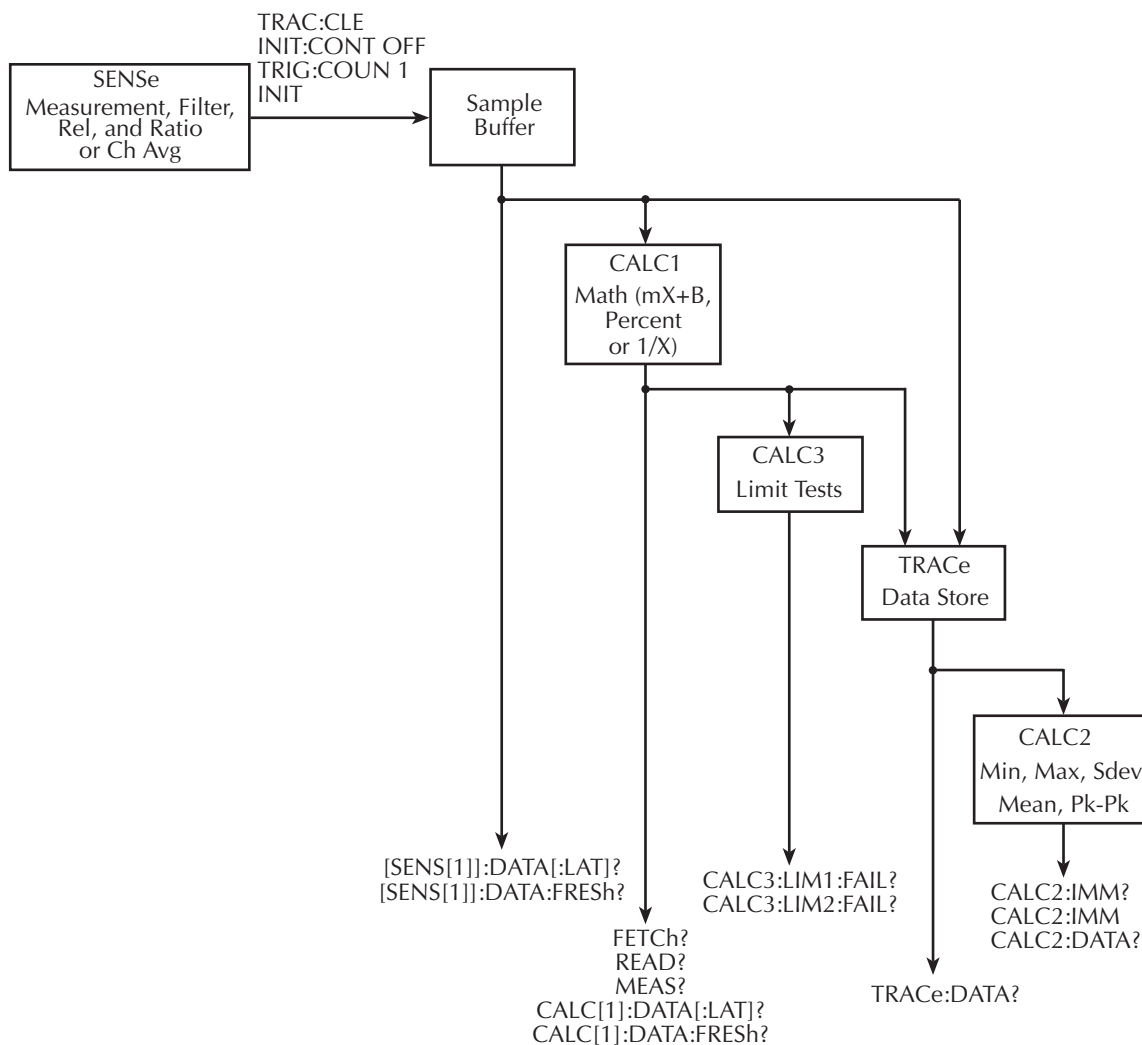 TRAC:CLE
INIT:CONT OFF
TRIG:COUN 1
INIT
SENSe
Measurement, Filter,
Rel, and Ratio
or Ch Avg
Sample
Buffer
CALC1
Math (mX+B,
Percent
or 1/X)
CALC3
Limit Tests
TRACe
Data Store
CALC2
Min, Max, Sdev
Mean, Pk-Pk
[SENS[1]]:DATA[:LAT]?
[SENS[1]]:DATA:FRESh?
CALC3:LIM1:FAIL?
CALC3:LIM2:FAIL?
CALC2:IMM?
CALC2:IMM
CALC2:DATA?
FETCh?
READ?
MEAS?
CALC[1]:DATA[:LAT]?
CALC[1]:DATA:FRESh?
TRACe:DATA?